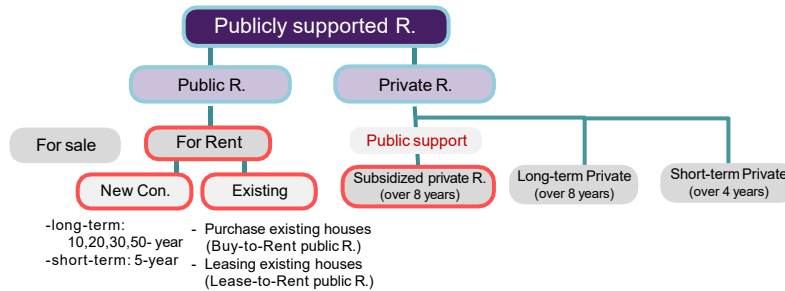 Publicly supported R.
Public R.
Private R.
For sale
For Rent
Public support
New Con.
Existing
Subsidized private R.
(over 8 years)
Long-term Private
(over 8 years)
Short-term Private
(over 4 years)
-long-term:
10,20,30,50- year
-short-term: 5-year
- Purchase existing houses
(Buy-to-Rent public R.)
- Leasing existing houses
(Lease-to-Rent public R.)